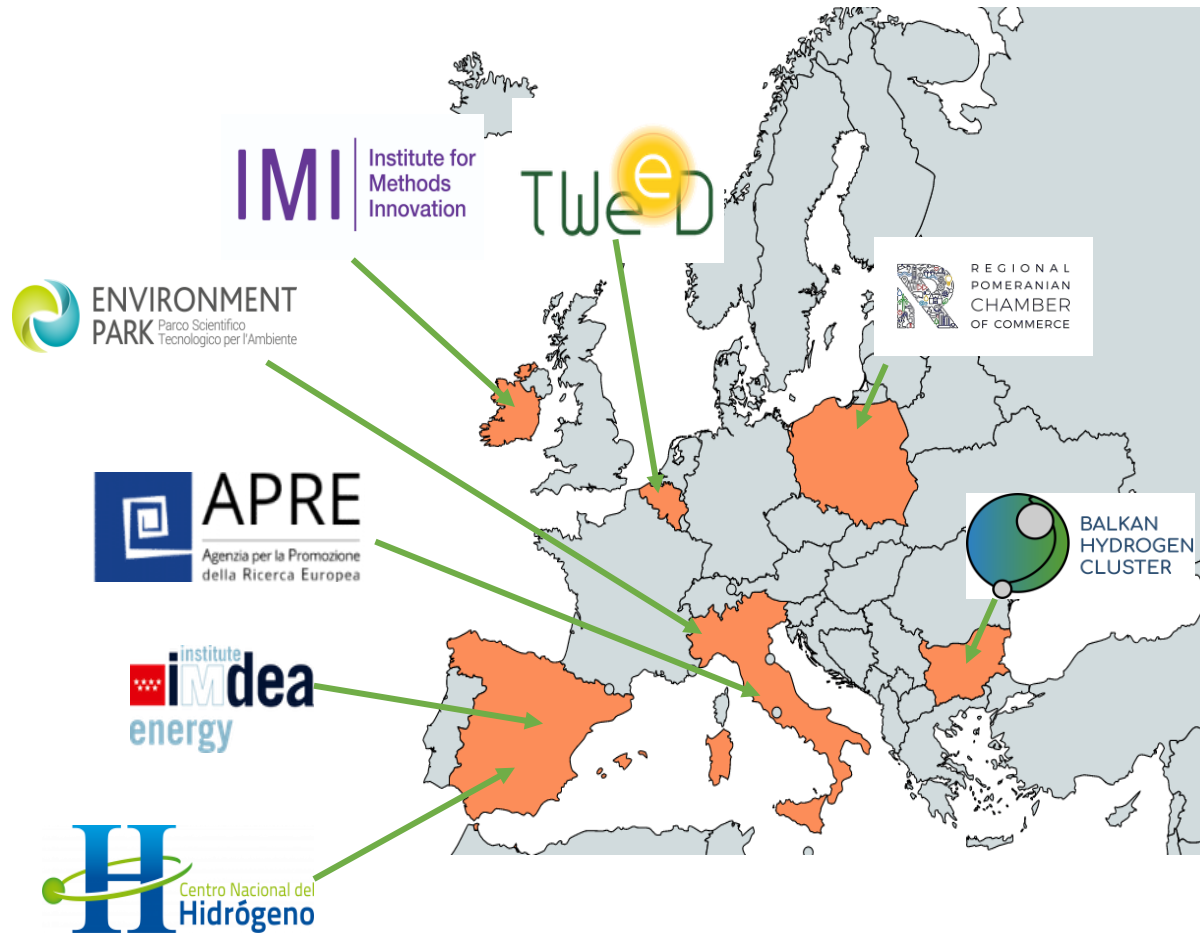 IMI
Institute for
Methods
Innovation
TWeeD
REGIONAL
POMERANIAN
CHAMBER
OF COMMERCE
ENVIRONMENT
PARK Parco Scientifico
Tecnologico per l'Ambiente
APRE
Agenzia per la Promozione
della Ricerca Europea
BALKAN
HYDROGEN
CLUSTER
institute
iMdea
energy
H
Centro Nacional del
Hidrógeno